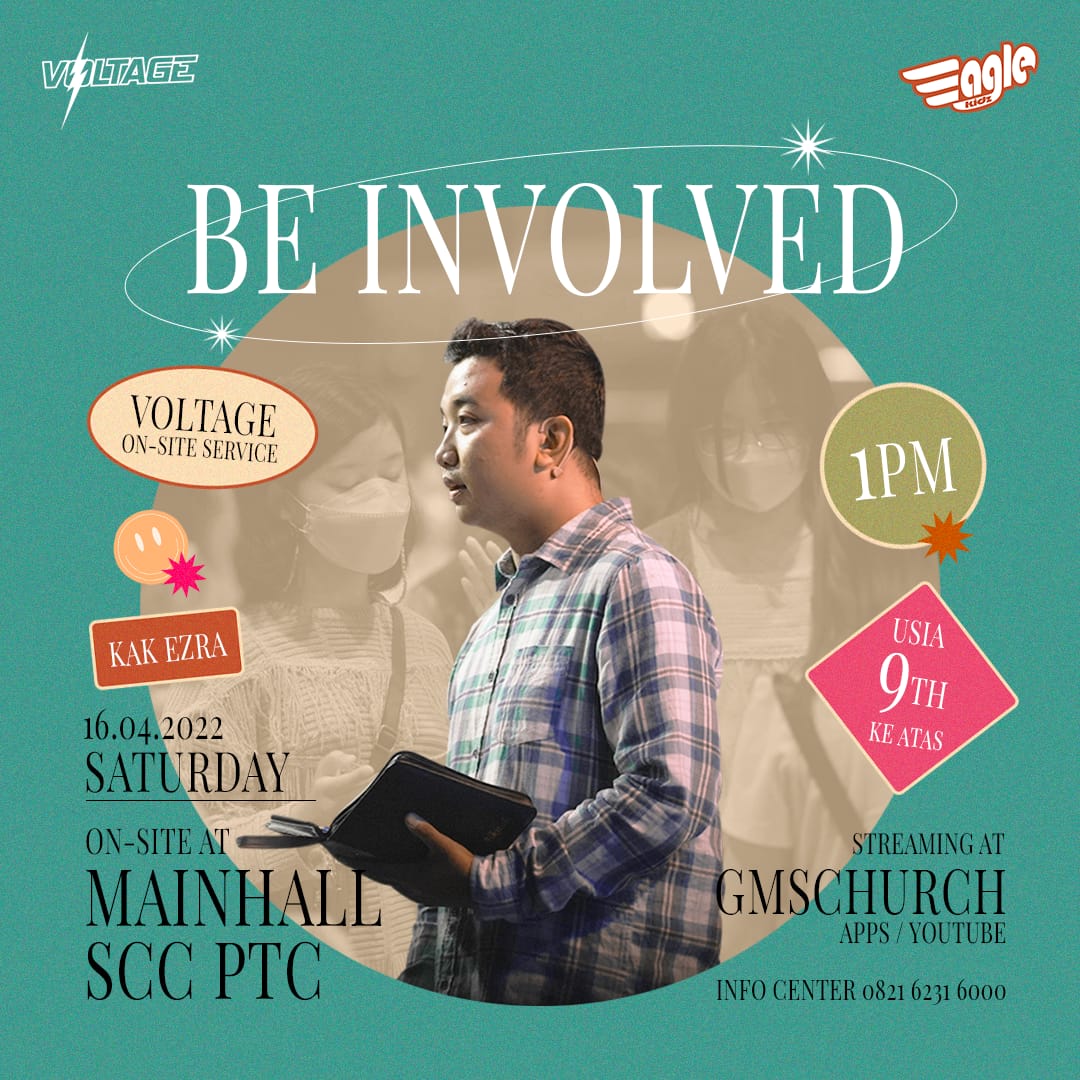 VOLTAGE
Eagle
Kidz
BE INVOLVED
VOLTAGE
ON-SITE SERVICE
1PM
KAK EZRA
USIA
9TH
KE ATAS
16.04.2022
SATURDAY
ON-SITE AT
MAINHALL
SCC PTC
STREAMING AT
GMSCHURCH
APPS / YOUTUBE
INFO CENTER 0821 6231 6000